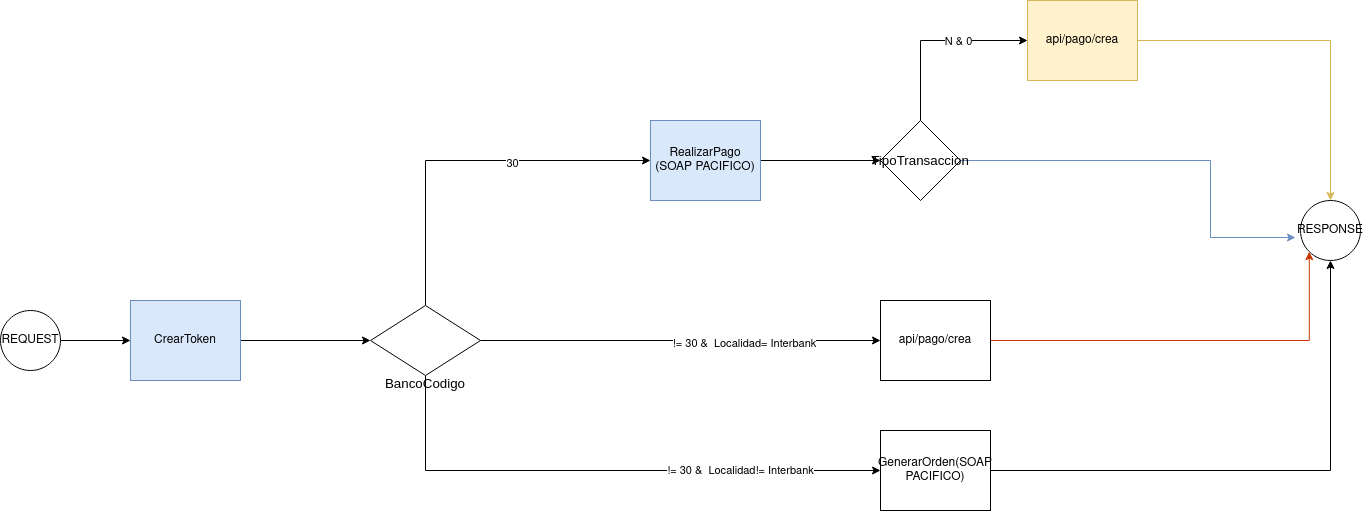 N & 0
api/pago/crea
RealizarPago
(SOAP PACIFICO)
30
TipoTransaccion
RESPONSE
REQUEST
CrearToken
BancoCodigo
!= 30 &  Localidad= Interbank
api/pago/crea
!= 30 &  Localidad!= Interbank
GenerarOrden(SOAP
PACIFICO)